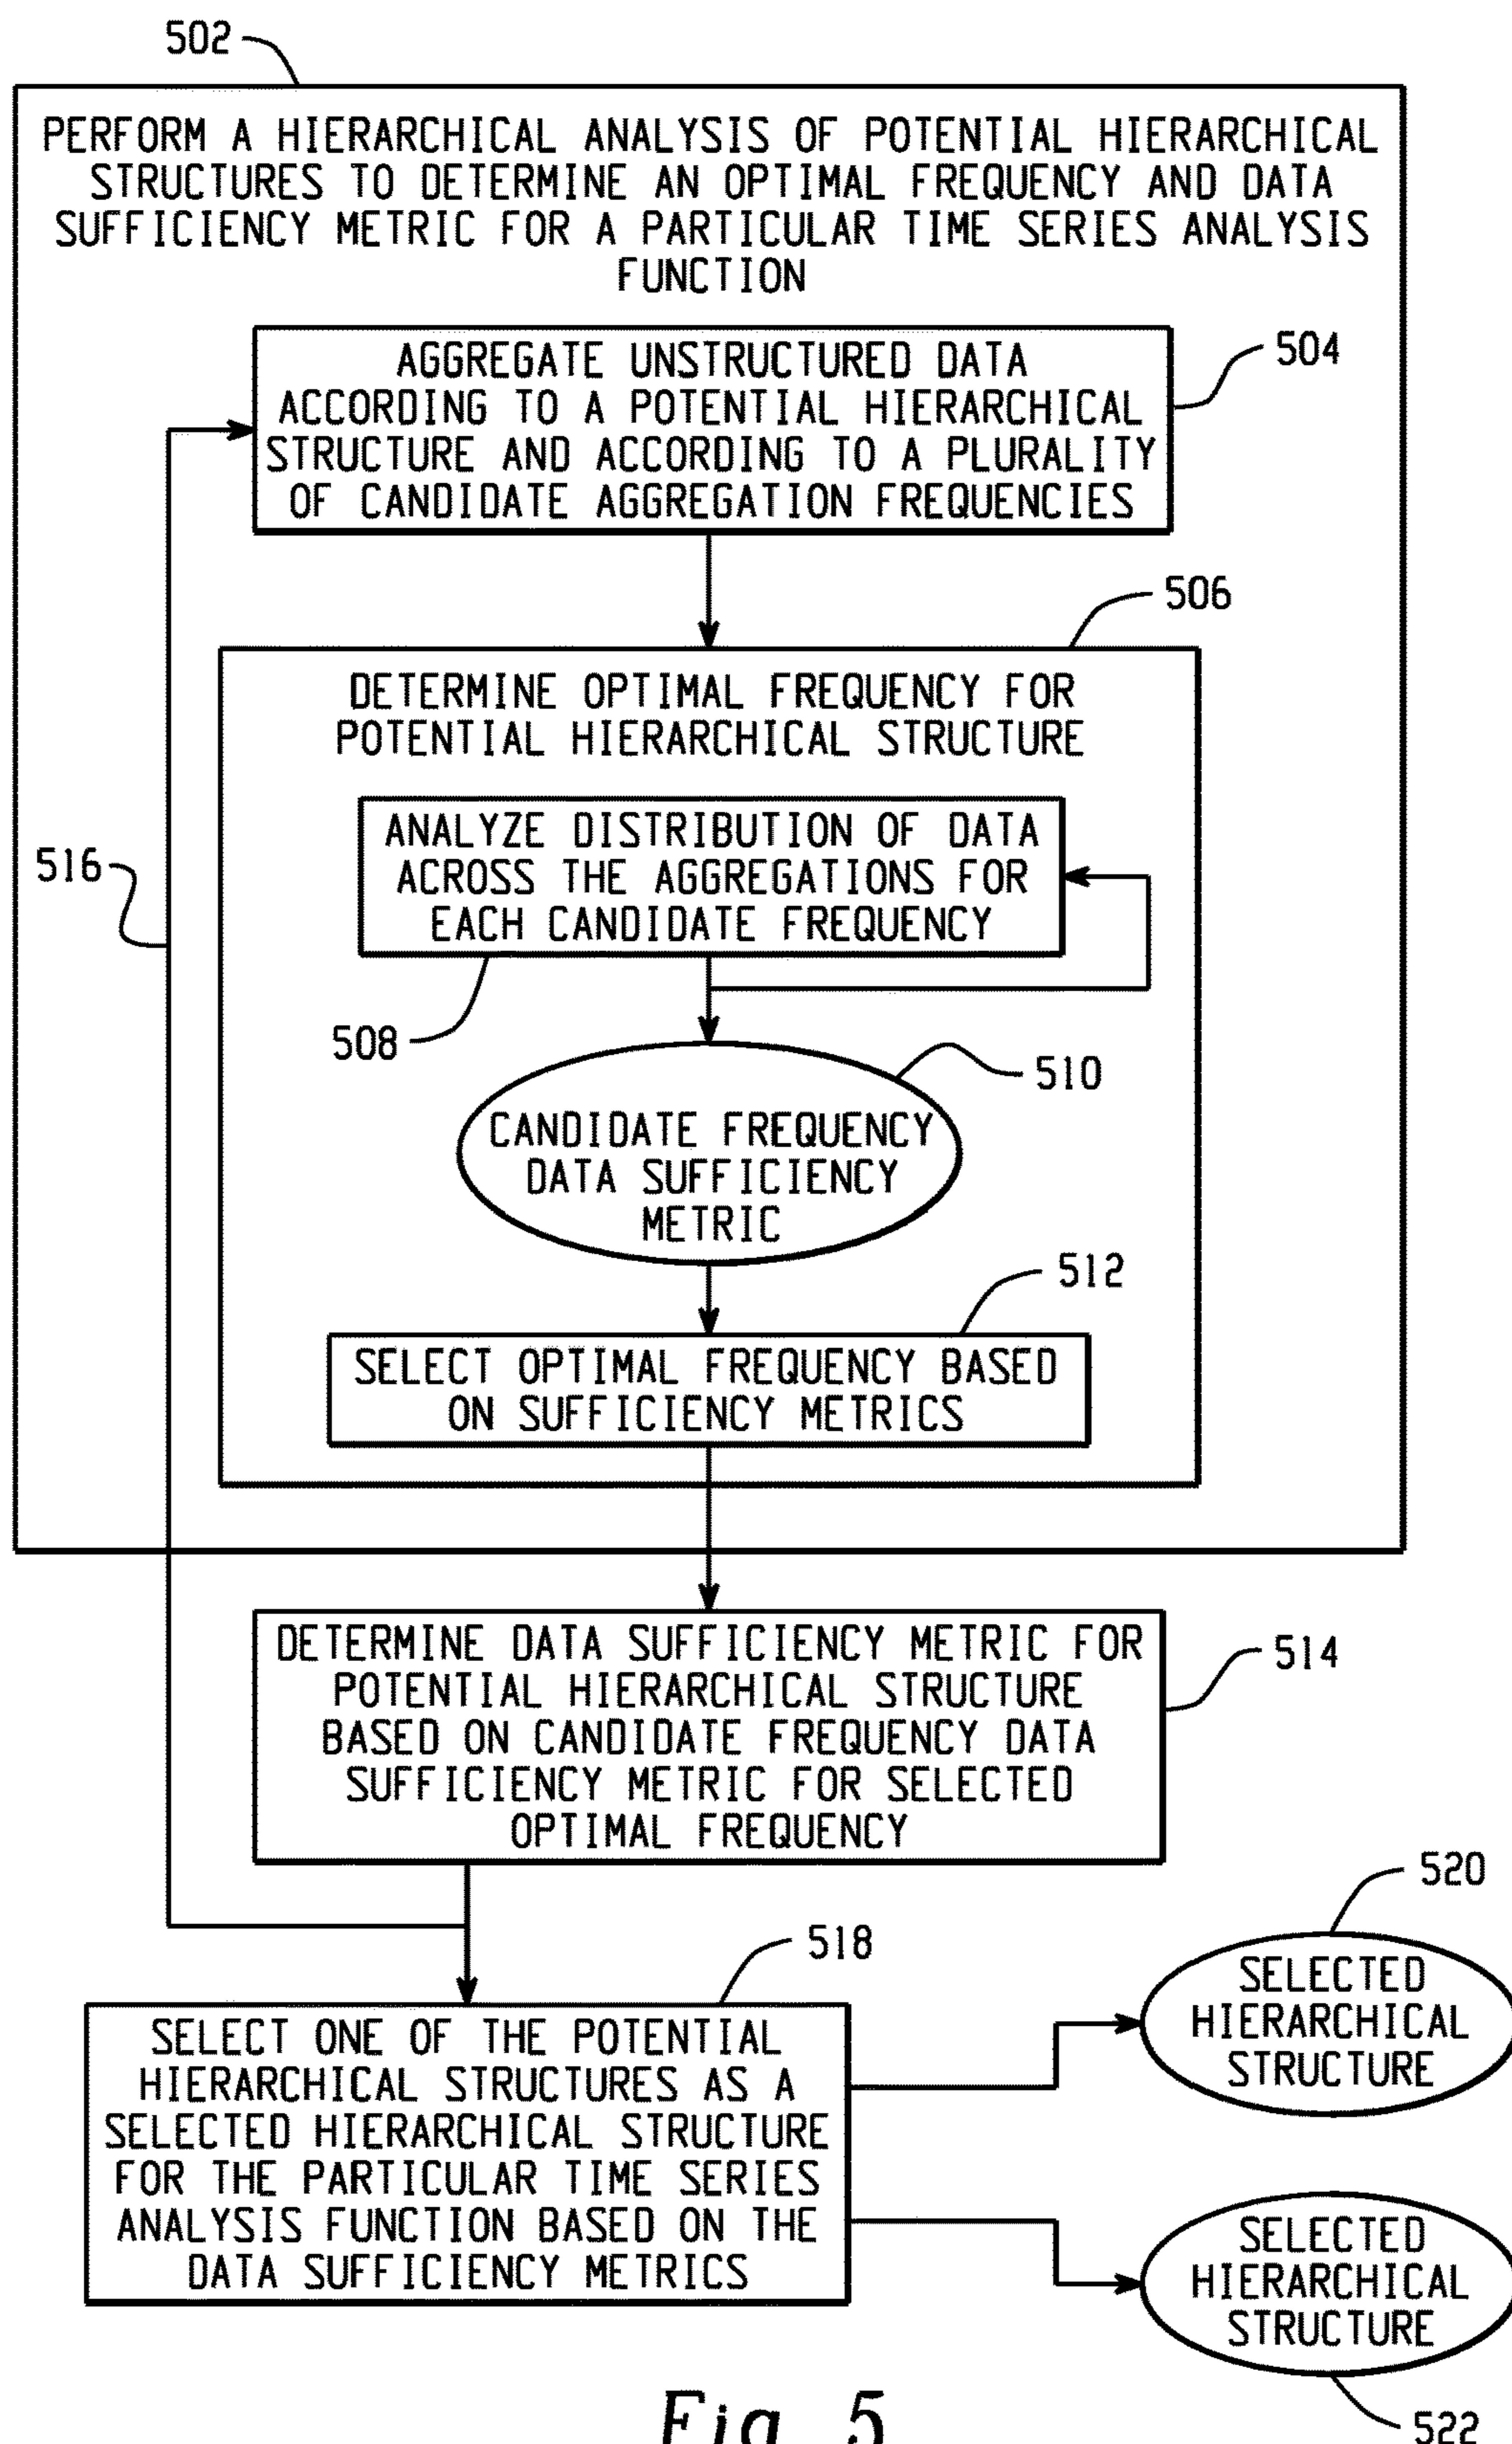 502
PERFORM A HIERARCHICAL ANALYSIS OF POTENTIAL HIERARCHICAL
STRUCTURES TO DETERMINE AN OPTIMAL FREQUENCY AND DATA
SUFFICIENCY METRIC FOR A PARTICULAR TIME SERIES ANALYSIS
FUNCTION
504
AGGREGATE UNSTRUCTURED DATA
ACCORDING TO A POTENTIAL HIERARCHICAL
STRUCTURE AND ACCORDING TO A PLURALITY
OF CANDIDATE AGGREGATION FREQUENCIES
506
DETERMINE OPTIMAL FREQUENCY FOR
POTENTIAL HIERARCHICAL STRUCTURE
ANALYZE DISTRIBUTION OF DATA
ACROSS THE AGGREGATIONS FOR
EACH CANDIDATE FREQUENCY
516
508
510
CANDIDATE FREQUENCY
DATA SUFFICIENCY
METRIC
512
SELECT OPTIMAL FREQUENCY BASED
ON SUFFICIENCY METRICS
DETERMINE DATA SUFFICIENCY METRIC FOR
POTENTIAL HIERARCHICAL STRUCTURE
BASED ON CANDIDATE FREQUENCY DATA
SUFFICIENCY METRIC FOR SELECTED
OPTIMAL FREQUENCY
514
518
SELECT ONE OF THE POTENTIAL
HIERARCHICAL STRUCTURES AS A
SELECTED HIERARCHICAL STRUCTURE
FOR THE PARTICULAR TIME SERIES
ANALYSIS FUNCTION BASED ON THE
DATA SUFFICIENCY METRICS
520
SELECTED
HIERARCHICAL
STRUCTURE
SELECTED
HIERARCHICAL
STRUCTURE
522
Fig. 5